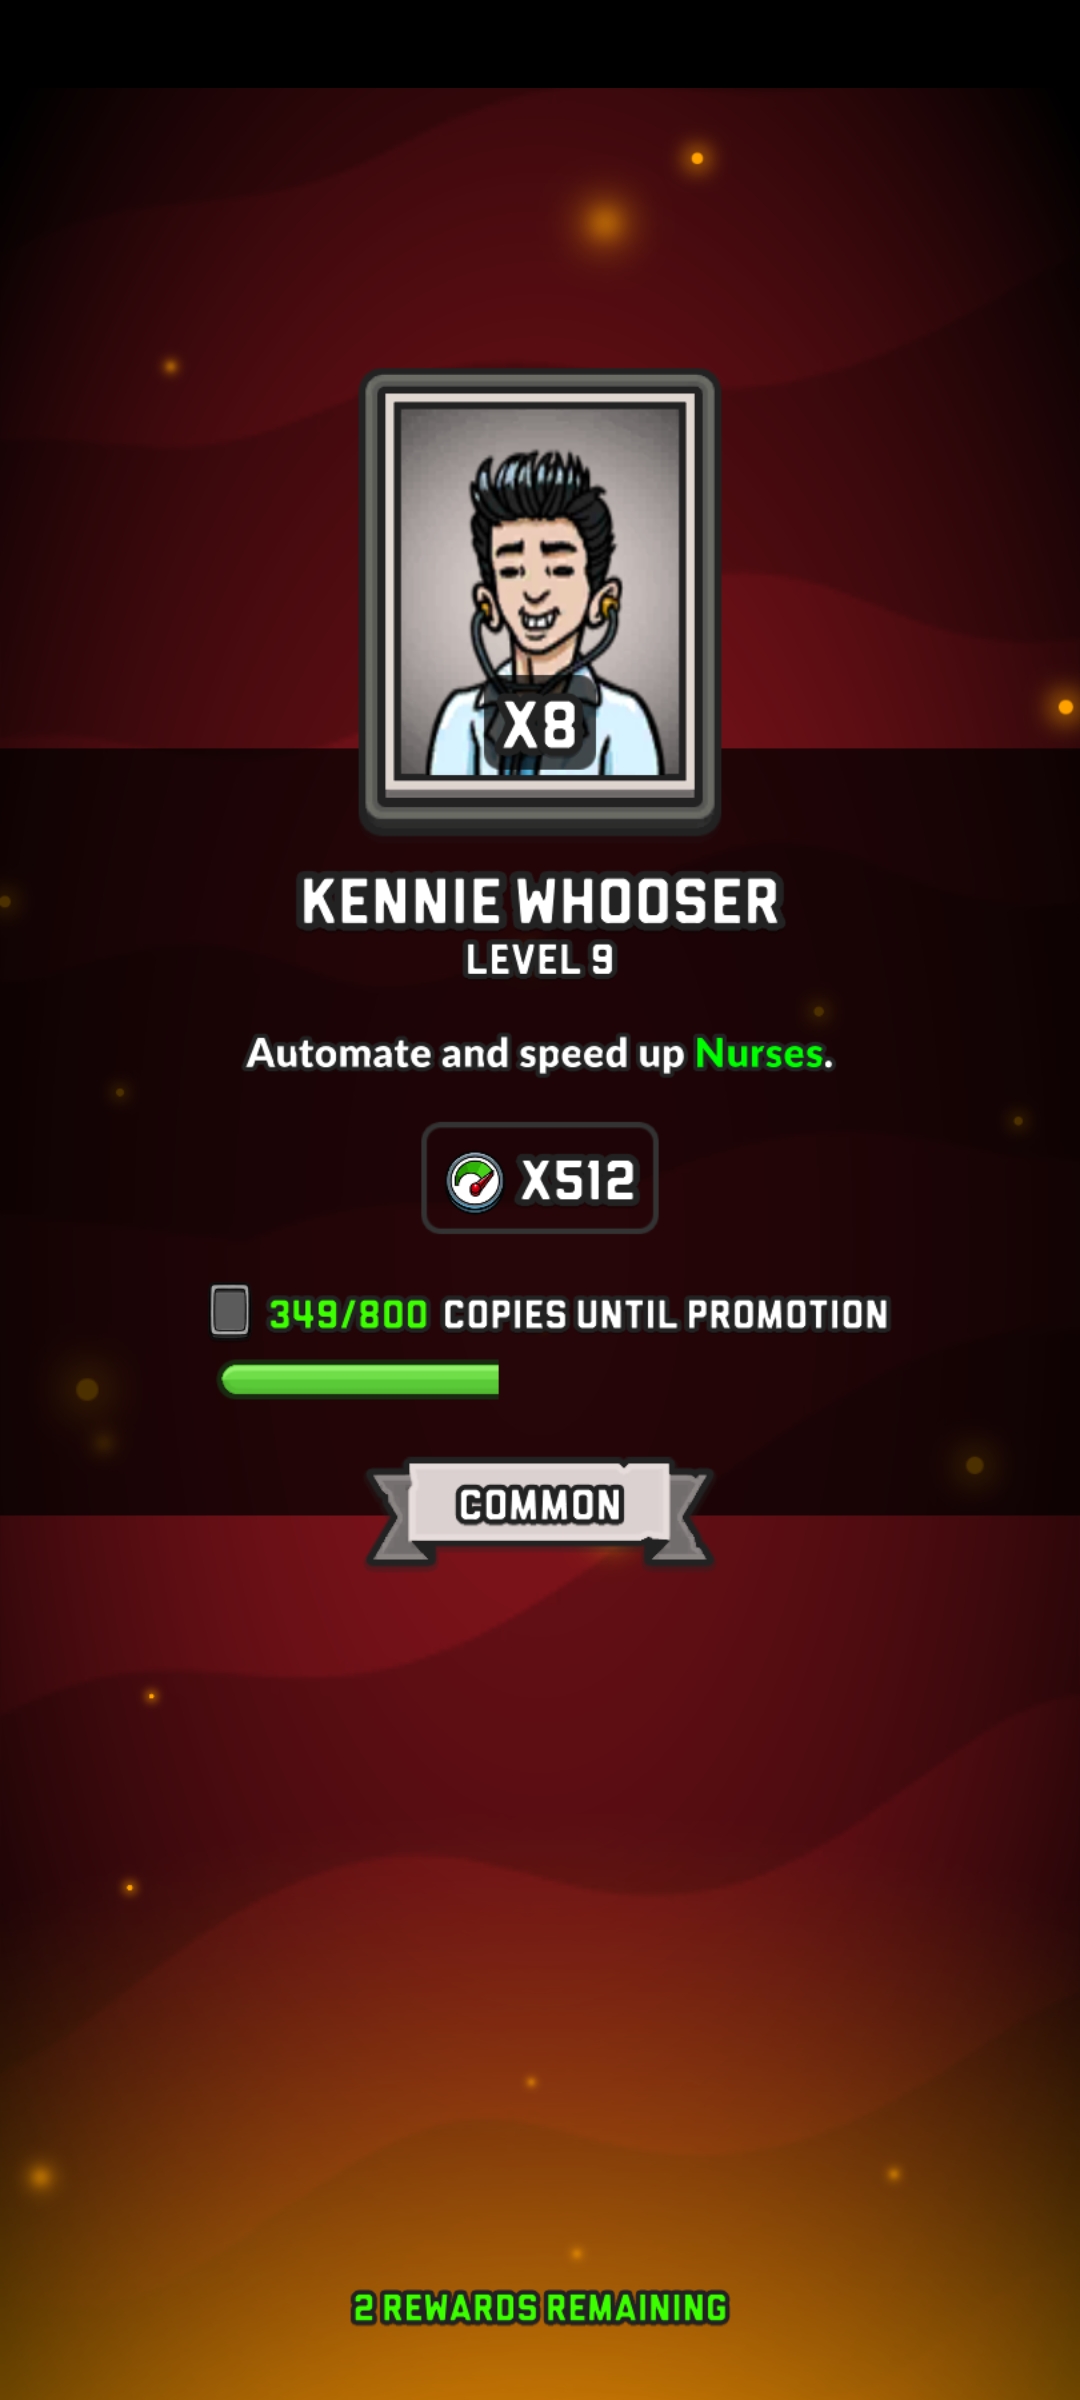 X8
KENNIE WHOOSER
LEVEL 9
Automate and speed up Nurses.
X512
349/800 COPIES UNTIL PROMOTION
COMMON
2 REWARDS REMAINING